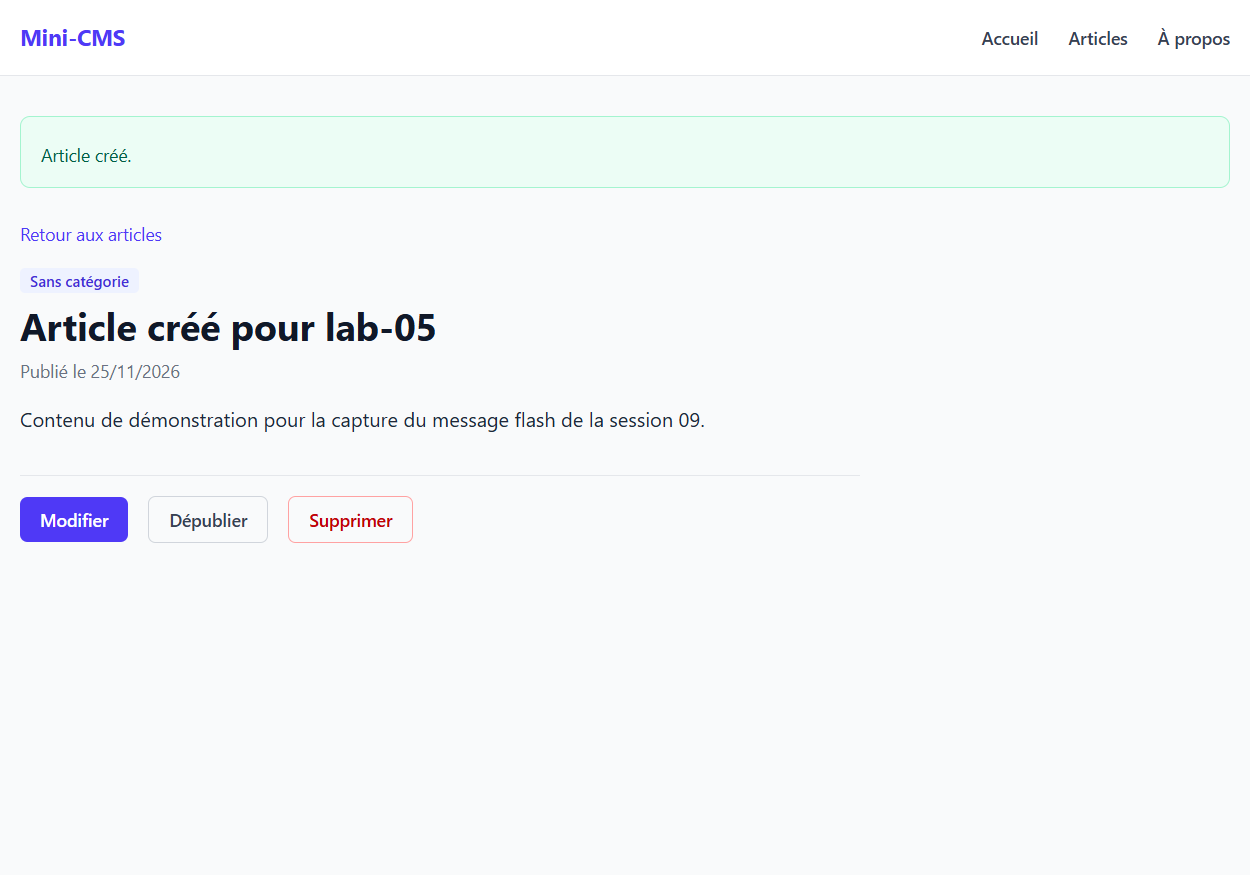 Mini-CMS
Accueil Articles À propos
Article créé.
Retour aux articles
Sans catégorie
Article créé pour lab-05
Publié le 25/11/2026
Contenu de démonstration pour la capture du message flash de la session 09.
Modifier Dépublier Supprimer